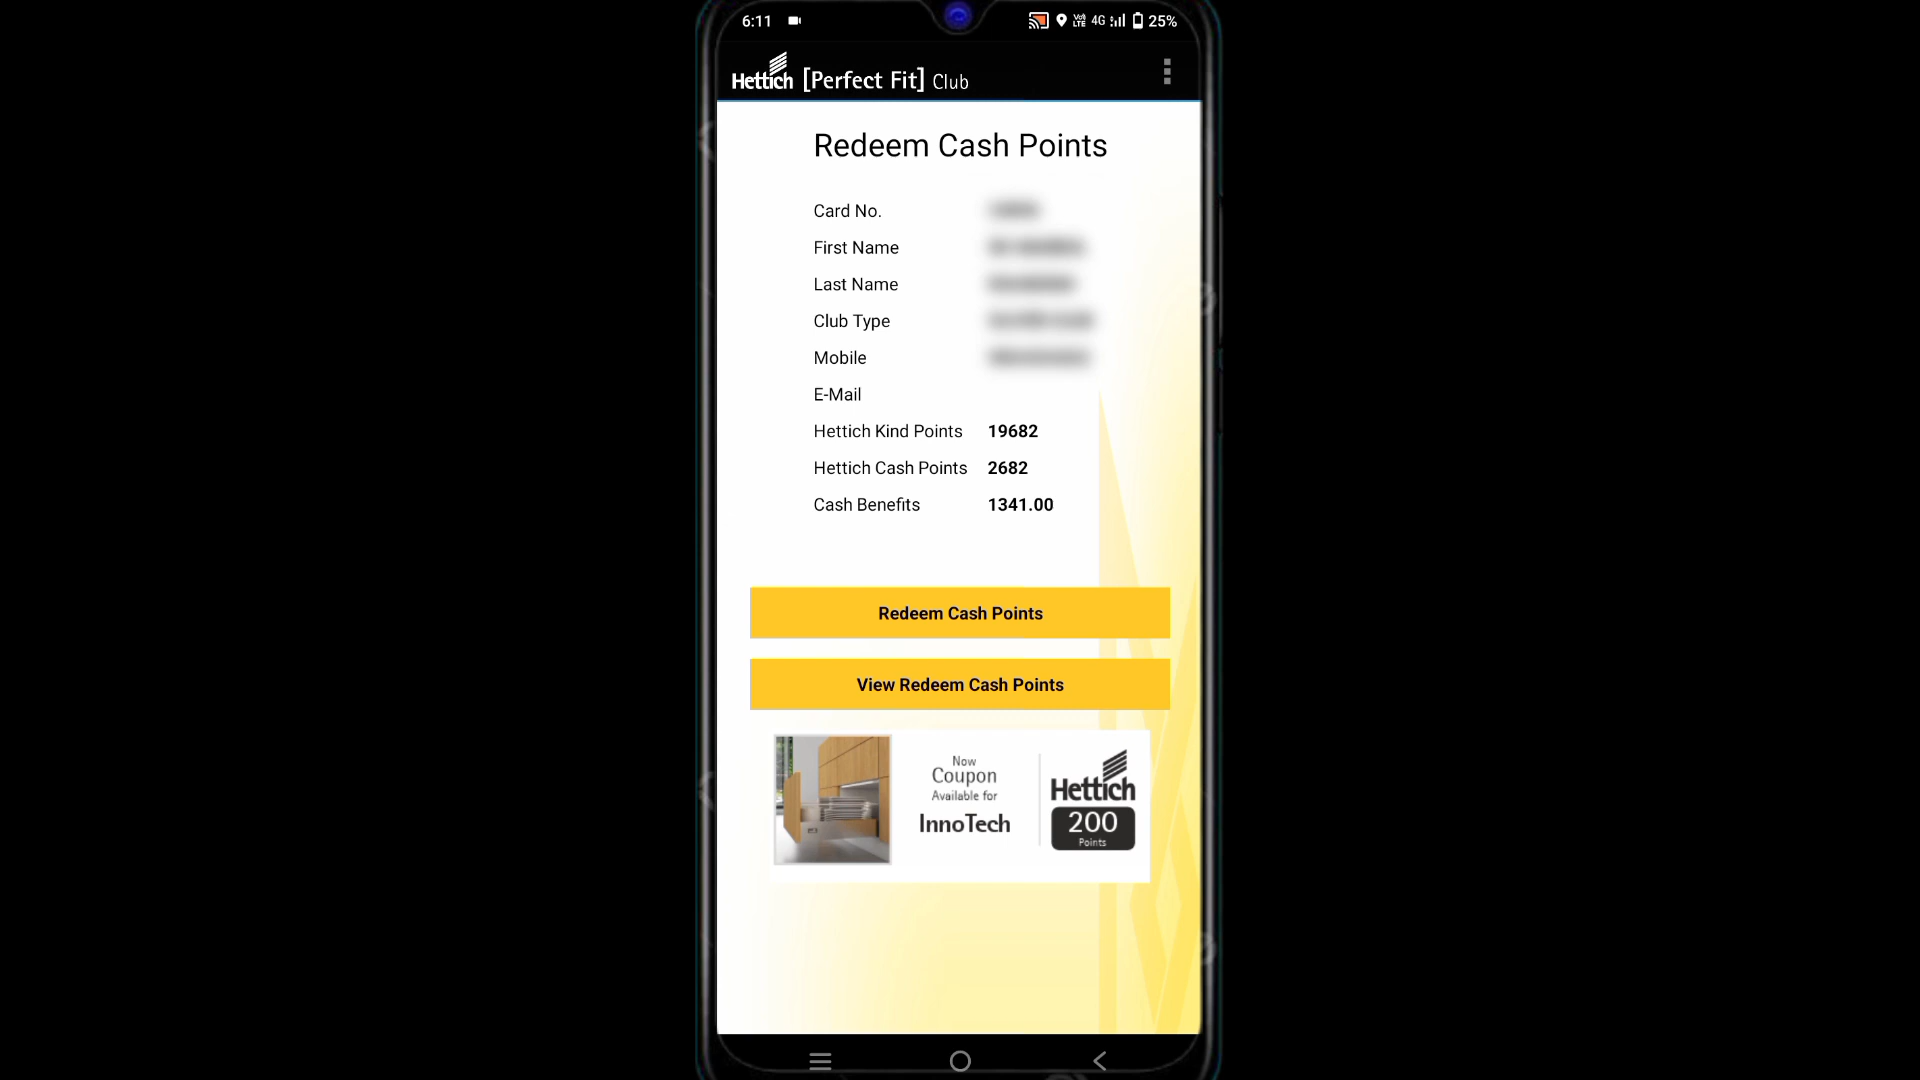 6:11 4G 25%
Hettich [Perfect Fit] Club
Redeem Cash Points
Card No.
First Name
Last Name
Club Type
Mobile
E-Mail
Hettich Kind Points 19682
Hettich Cash Points 2682
Cash Benefits 1341.00
Redeem Cash Points
View Redeem Cash Points
Now
Coupon
Available for
InnoTech
Hettich
200
Points